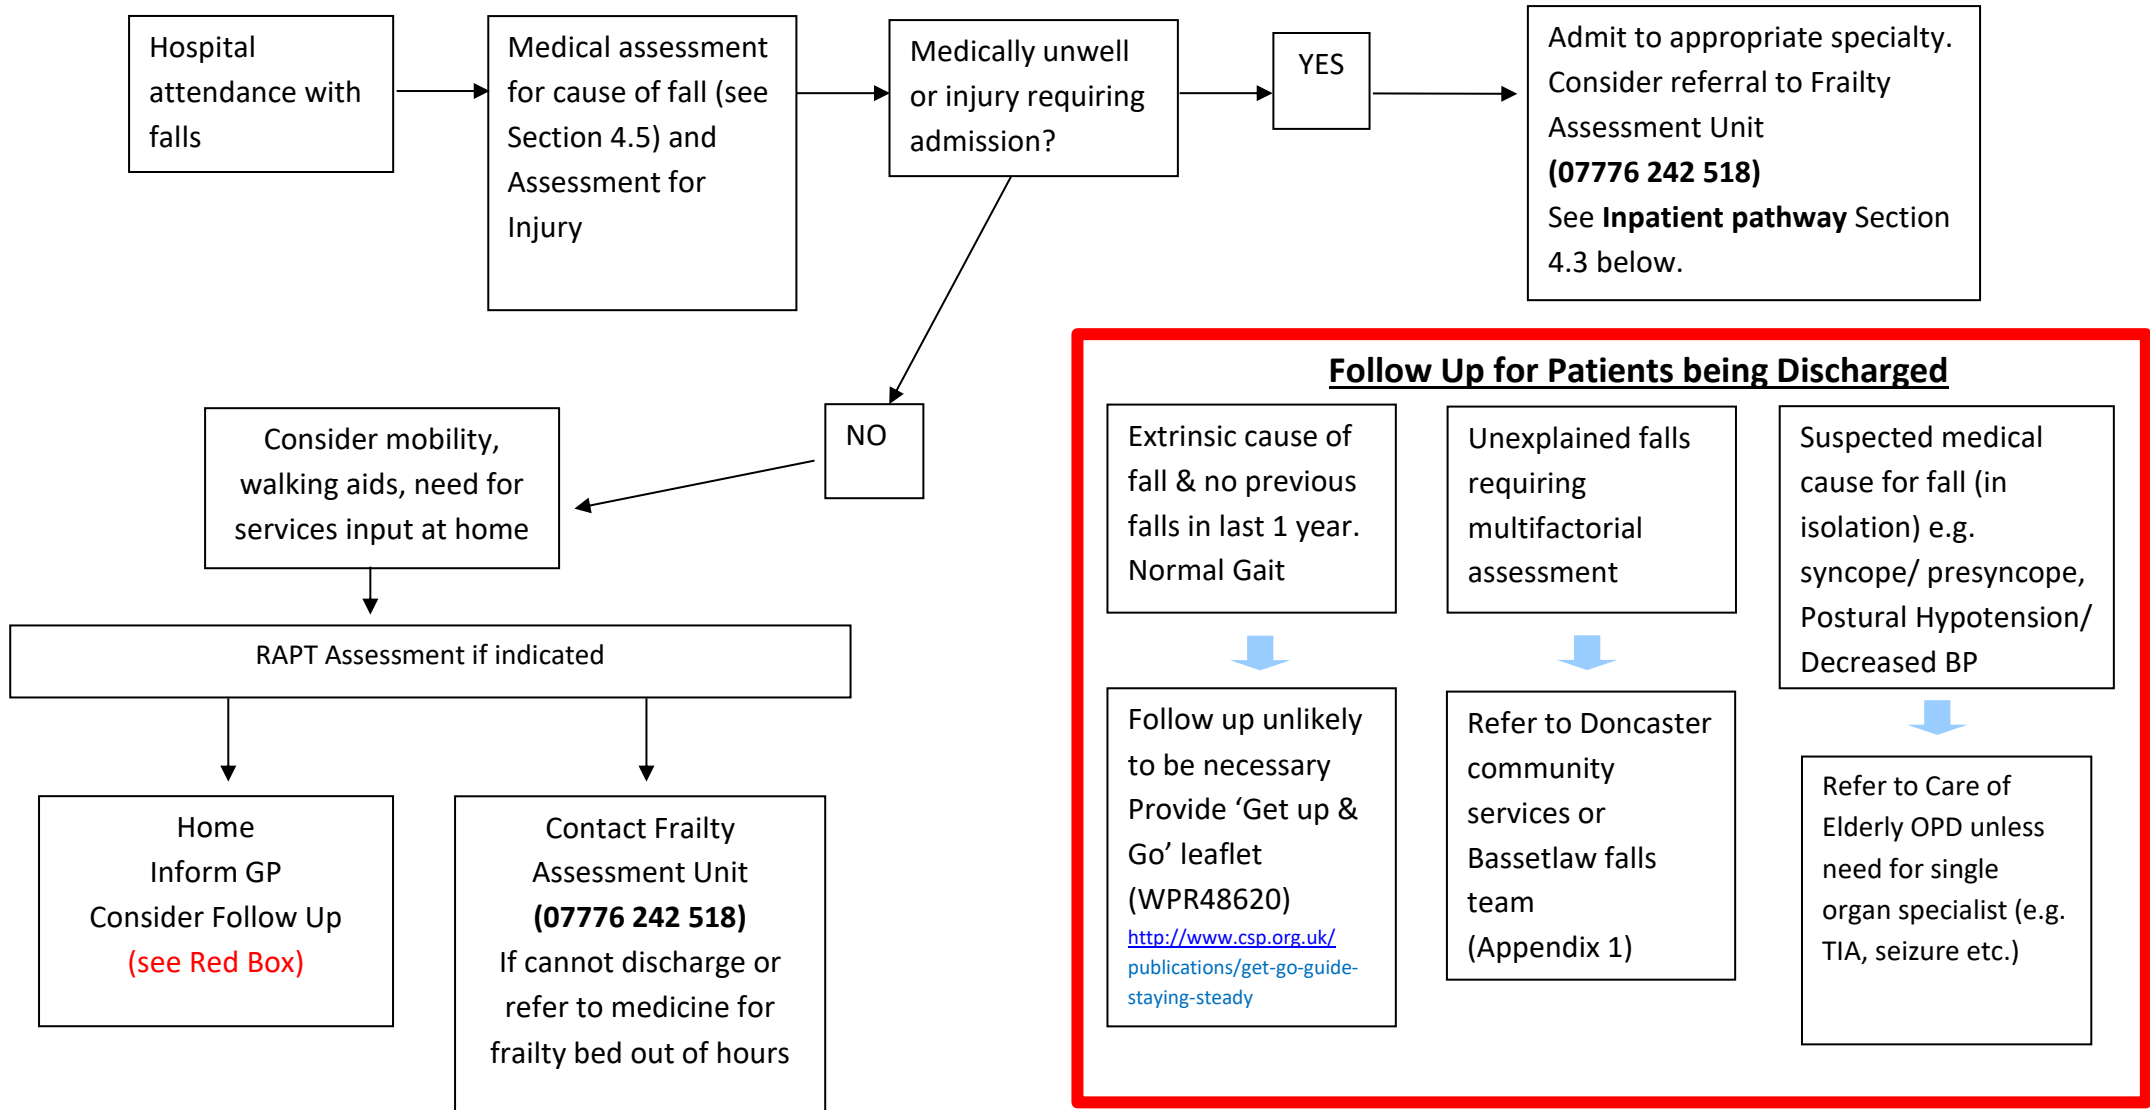 Hospital
attendance with
falls
Medical assessment
for cause of fall (see
Section 4.5) and
Assessment for
Injury
Medically unwell
or injury requiring
admission?
YES
Admit to appropriate specialty.
Consider referral to Frailty
Assessment Unit
(07776 242 518)
See Inpatient pathway Section
4.3 below.
NO
Consider mobility,
walking aids, need for
services input at home
RAPT Assessment if indicated
Home
Inform GP
Consider Follow Up
(see Red Box)
Contact Frailty
Assessment Unit
(07776 242 518)
If cannot discharge or
refer to medicine for
frailty bed out of hours
Follow Up for Patients being Discharged
Extrinsic cause of
fall & no previous
falls in last 1 year.
Normal Gait
Follow up unlikely
to be necessary
Provide ‘Get up &
Go’ leaflet
(WPR48620)
http://www.csp.org.uk/
publications/get-go-guide-
staying-steady
Unexplained falls
requiring
multifactorial
assessment
Refer to Doncaster
community
services or
Bassetlaw falls
team
(Appendix 1)
Suspected medical
cause for fall (in
isolation) e.g.
syncope/ presyncope,
Postural Hypotension/
Decreased BP
Refer to Care of
Elderly OPD unless
need for single
organ specialist (e.g.
TIA, seizure etc.)